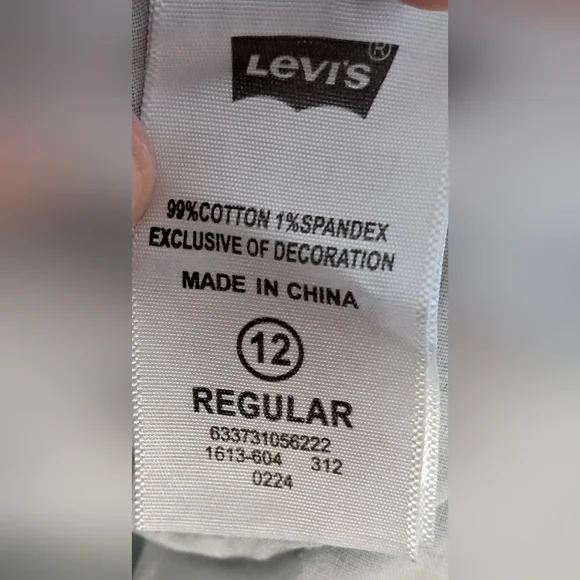 Levi's®
99%COTTON 1%SPANDEX
EXCLUSIVE OF DECORATION
MADE IN CHINA
12
REGULAR
633731056222
1613-604 312
0224